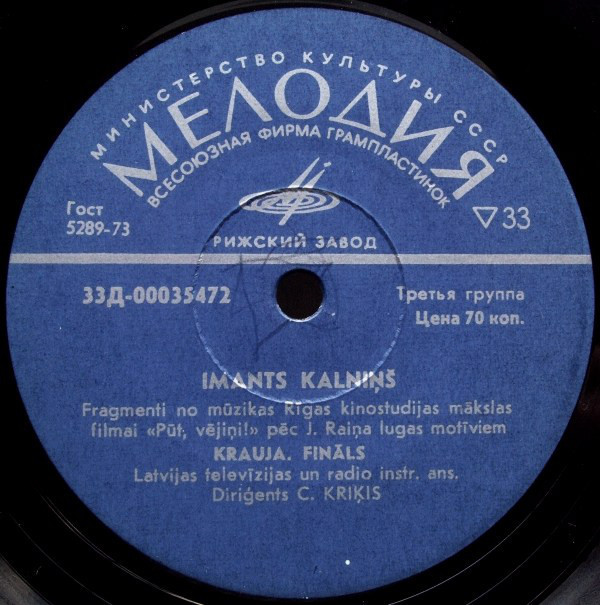 МИНИСТЕРСТВО КУЛЬТУРЫ СССР
МЕЛОДИЯ
ВСЕСОЮЗНАЯ ФИРМА ГРАМПЛАСТИНОК
Гост
5289-73
▽33
РИЖСКИЙ ЗАВОД
33Д-00035472
Третья группа
Цена 70 коп.
IMANTS KALNIŅŠ
Fragmenti no mūzikas Rīgas kinostudijas mākslas
filmai «Pūt, vējiņi!» pēc J. Raiņa lugas motīviem
KRAUJA. FINĀLS
Latvijas televīzijas un radio instr. ans.
Diriģents C. KRIĶIS